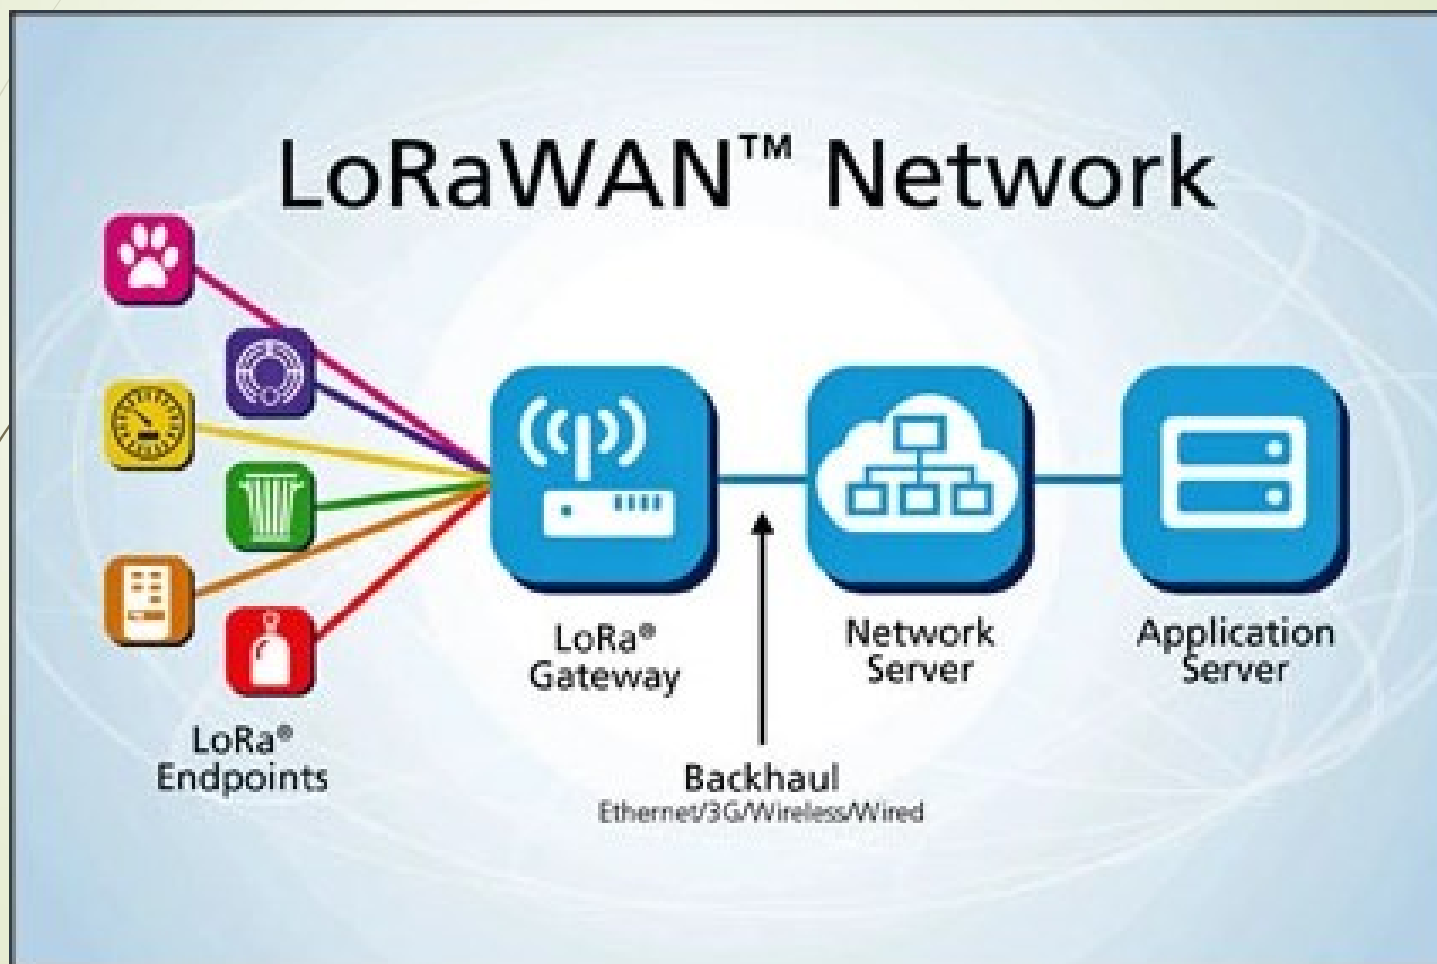 LoRaWAN™ Network
LoRa®
Gateway
Network
Server
Application
Server
LoRa®
Endpoints
Backhaul
Ethernet/3G/Wireless/Wired